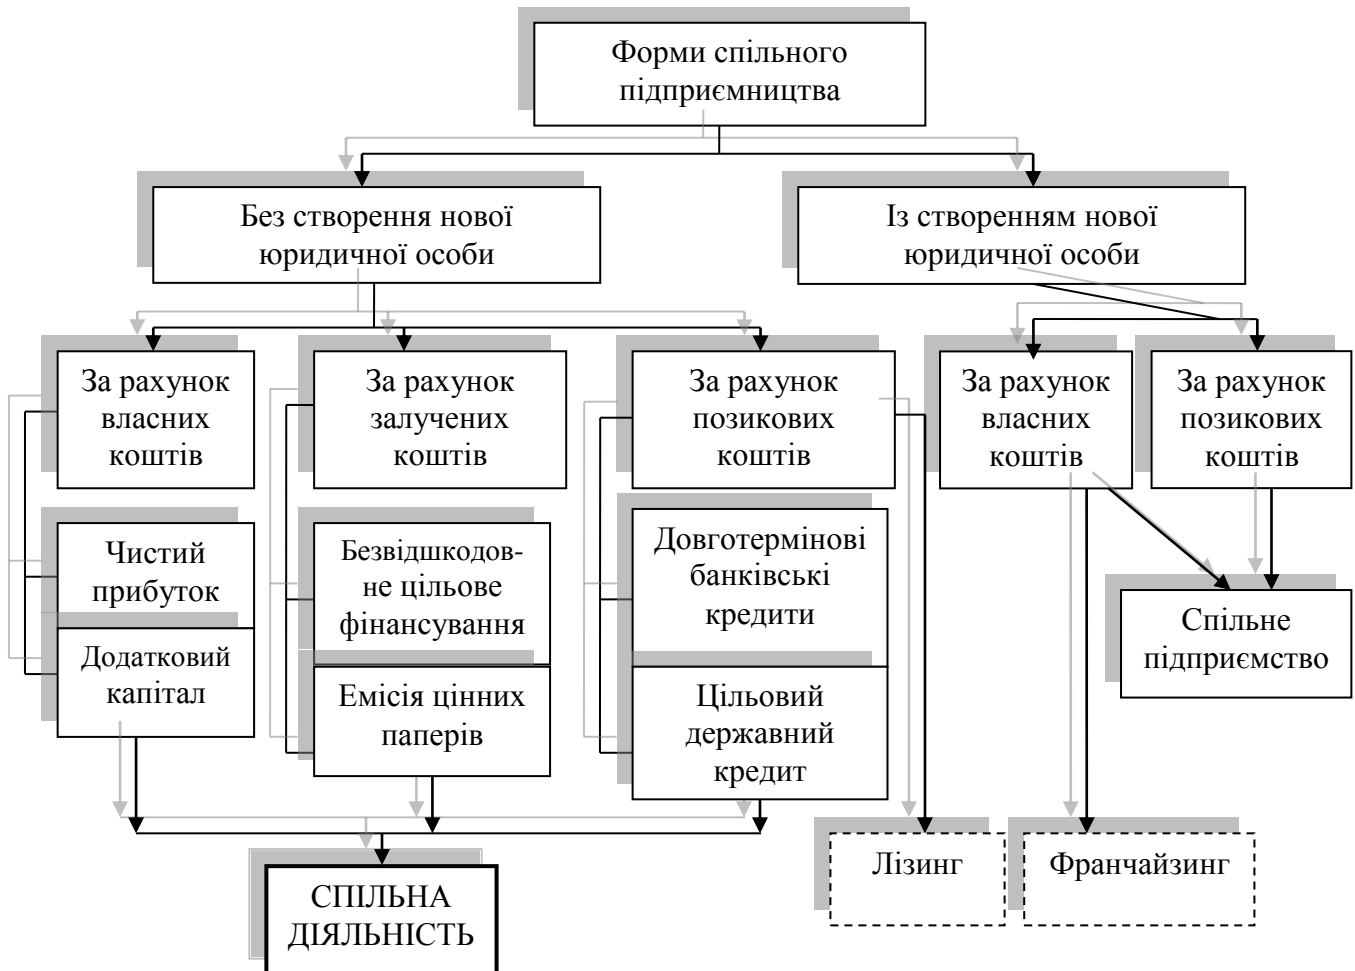 Форми спільного
підприємництва
Без створення нової
юридичної особи
Із створенням нової
юридичної особи
За рахунок
власних
коштів
За рахунок
залучених
коштів
За рахунок
позикових
коштів
За рахунок
власних
коштів
За рахунок
позикових
коштів
Чистий
прибуток
Безвідшкодов-
не цільове
фінансування
Довготермінові
банківські
кредити
Спільне
підприємство
Додатковий
капітал
Емісія цінних
паперів
Цільовий
державний
кредит
Лізинг
Франчайзинг
СПІЛЬНА
ДІЯЛЬНІСТЬ